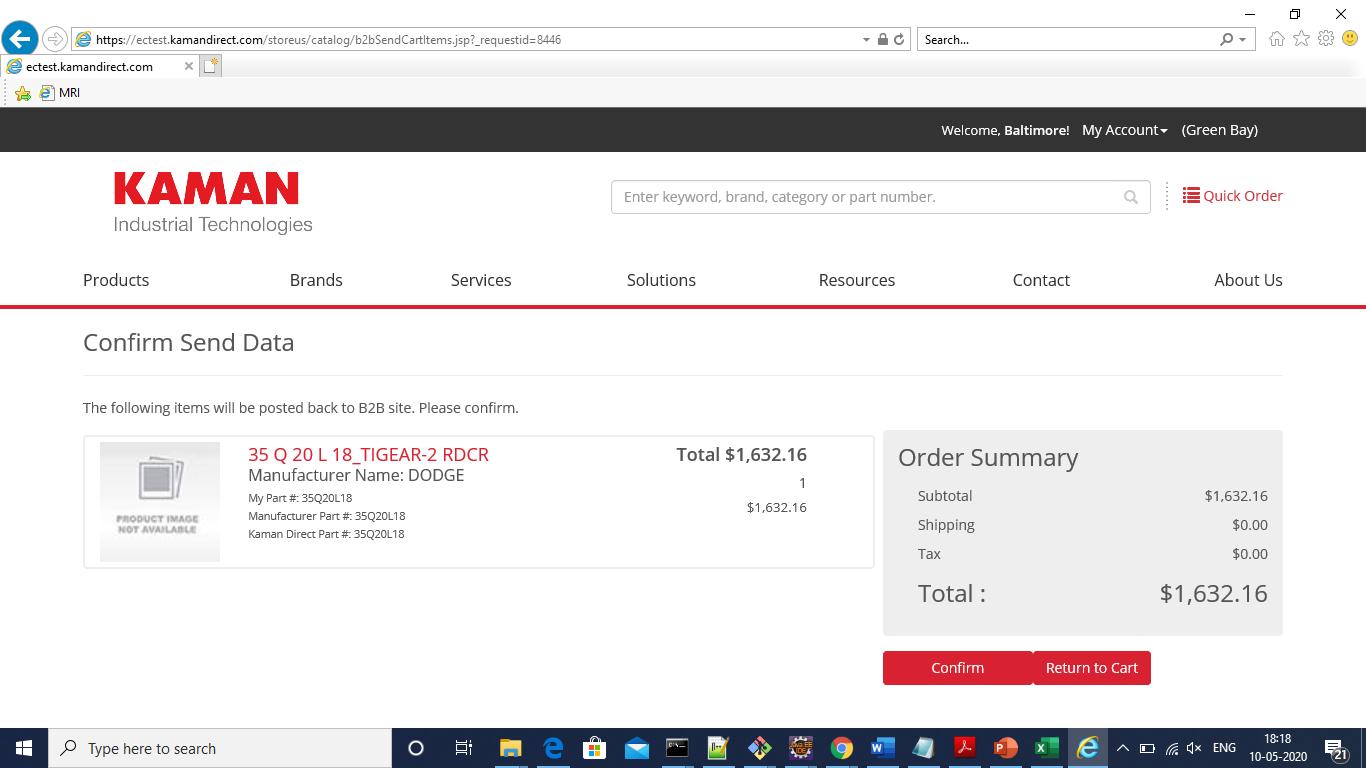 https://ectest.kamandirect.com/storeus/catalog/b2bSendCartItems.jsp?_requestid=8446
Search...
ectest.kamandirect.com
MRI
Welcome, Baltimore! My Account (Green Bay)
KAMAN
Industrial Technologies
Enter keyword, brand, category or part number.
Quick Order
Products Brands Services Solutions Resources Contact About Us
Confirm Send Data
The following items will be posted back to B2B site. Please confirm.
PRODUCT IMAGE
NOT AVAILABLE
35 Q 20 L 18_TIGEAR-2 RDCR
Manufacturer Name: DODGE
My Part #: 35Q20L18
Manufacturer Part #: 35Q20L18
Kaman Direct Part #: 35Q20L18
Total $1,632.16
1
$1,632.16
Order Summary
Subtotal $1,632.16
Shipping $0.00
Tax $0.00
Total : $1,632.16
Confirm Return to Cart
Type here to search
ENG
18:18
10-05-2020
21